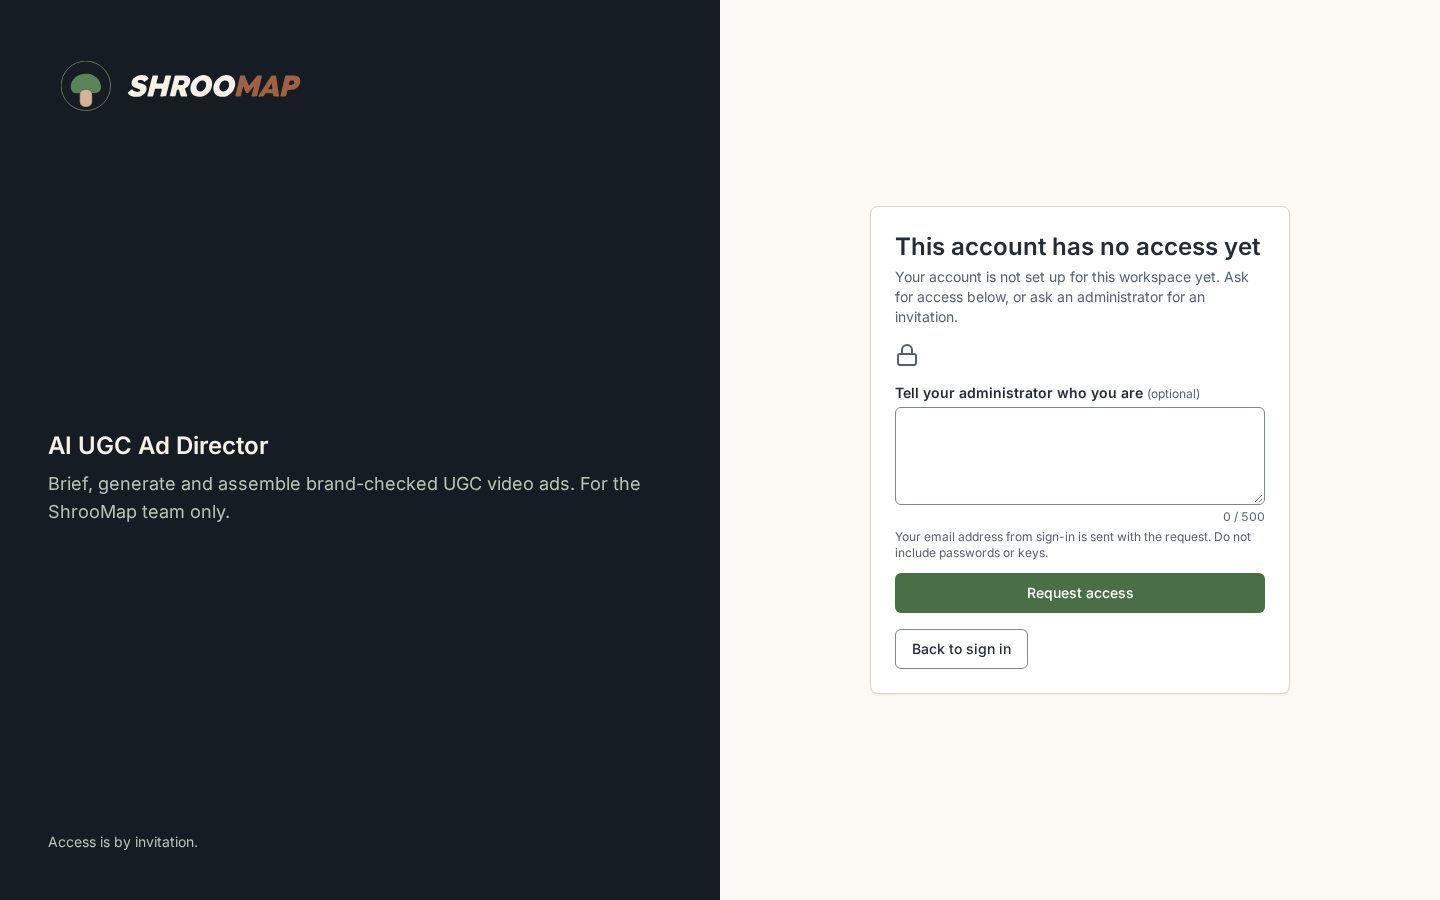 SHROOMAP
AI UGC Ad Director
Brief, generate and assemble brand-checked UGC video ads. For the
ShrooMap team only.
Access is by invitation.
This account has no access yet
Your account is not set up for this workspace yet. Ask
for access below, or ask an administrator for an
invitation.
Tell your administrator who you are (optional)
0 / 500
Your email address from sign-in is sent with the request. Do not
include passwords or keys.
Request access
Back to sign in